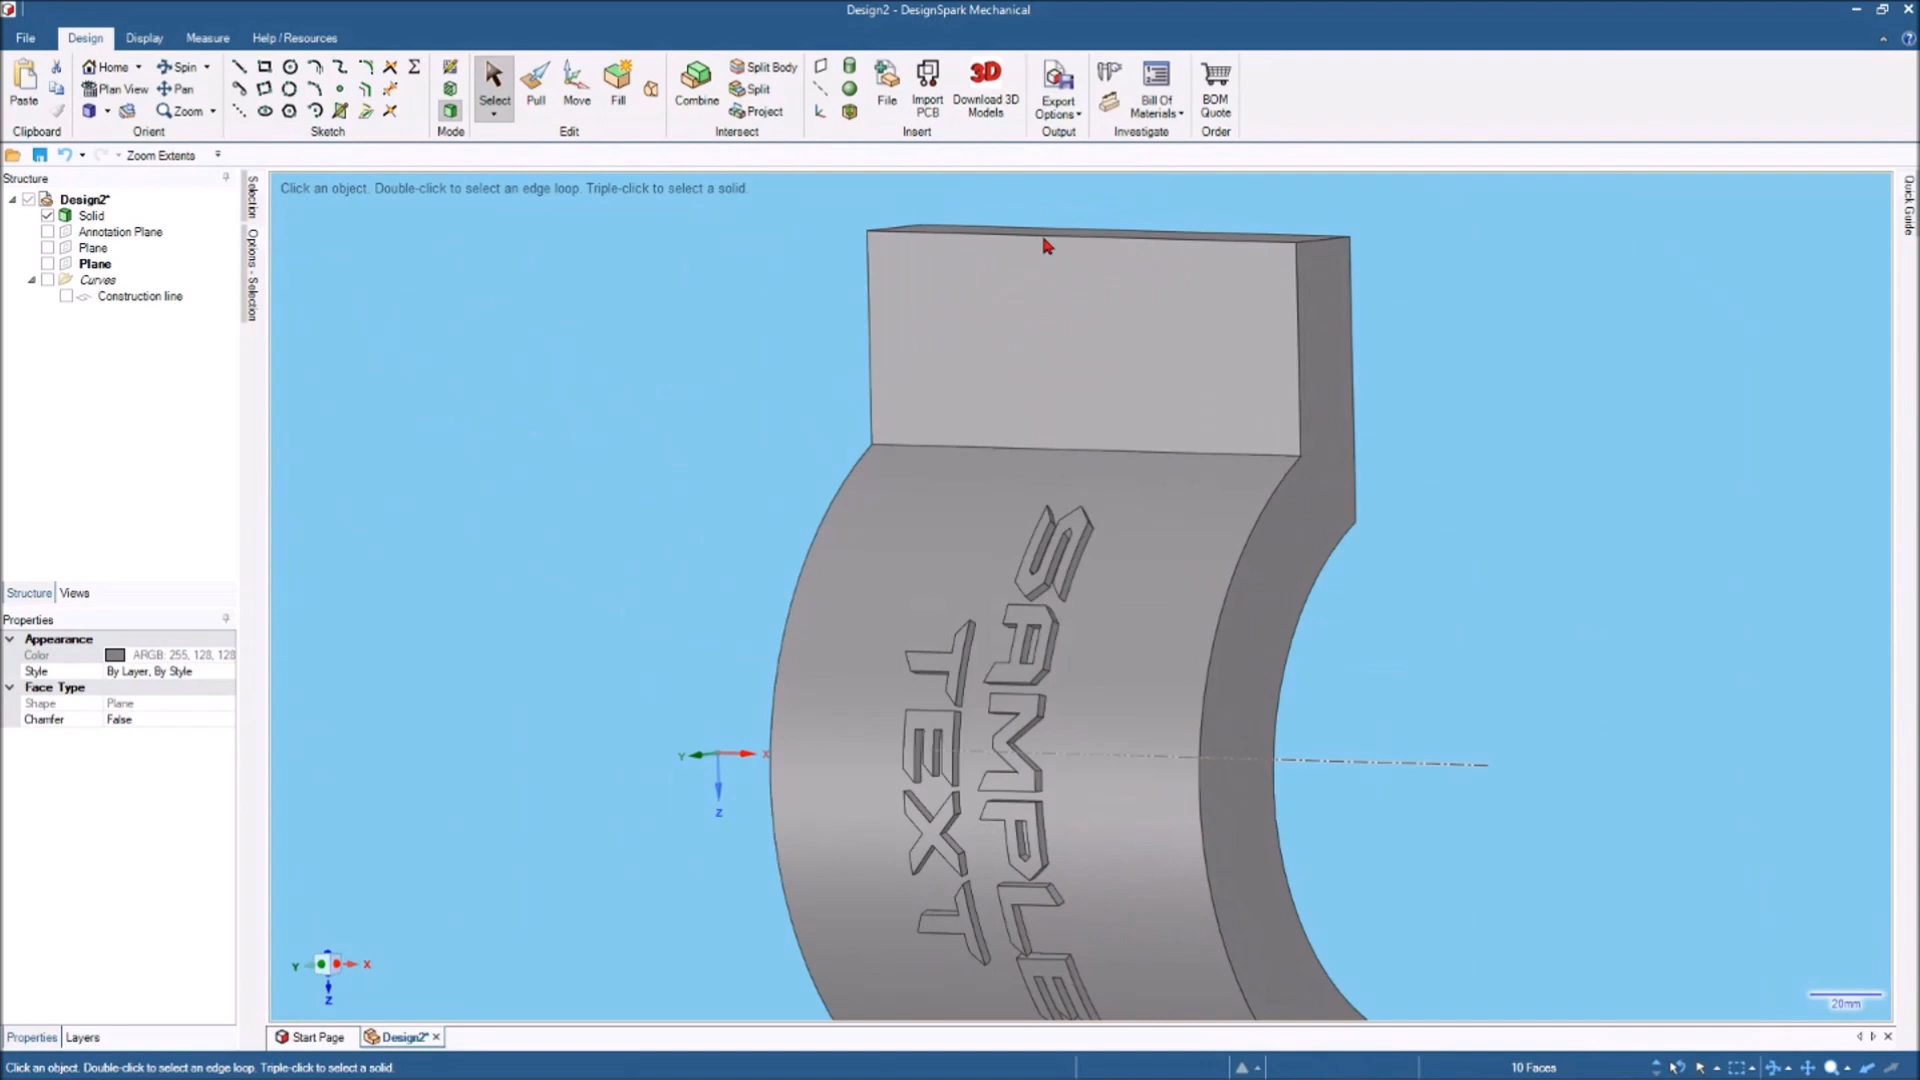 Design2 - DesignSpark Mechanical
File Design Display Measure Help / Resources
Home Spin
Plan View Pan
Zoom
Paste
Clipboard Orient Sketch Mode
Select Pull Move Fill
Edit
Combine Split Body
Split
Project
Intersect
File Import PCB Download 3D Models
3D
Insert
Export Options
Output
Bill Of Materials
Investigate
BOM Quote
Order
Zoom Extents
Structure
Design2*
Solid
Annotation Plane
Plane
Plane
Curves
Construction line
Structure Views
Properties
Appearance
Color ARGB: 255, 128, 128
Style By Layer, By Style
Face Type
Shape Plane
Chamfer False
Properties Layers
Selection
Options - Selection
Click an object. Double-click to select an edge loop. Triple-click to select a solid.
SAMPLE
TEXT
Y X
Z
Y X
Z
20mm
Quick Guide
Start Page Design2*
Click an object. Double-click to select an edge loop. Triple-click to select a solid. 10 Faces